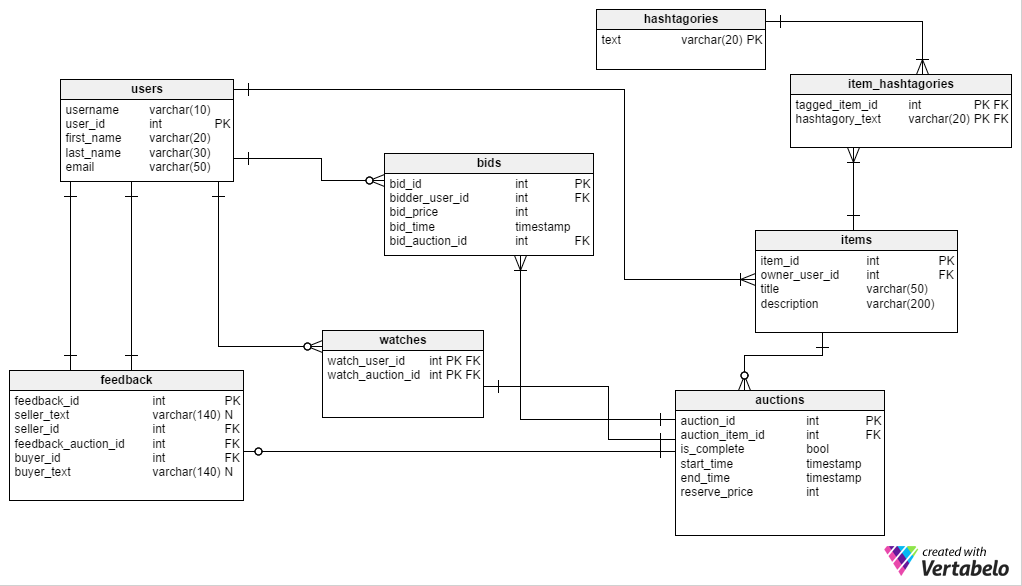 hashtagories
text varchar(20) PK
item_hashtagories
tagged_item_id int PK FK
hashtagory_text varchar(20) PK FK
users
username varchar(10)
user_id int PK
first_name varchar(20)
last_name varchar(30)
email varchar(50)
bids
bid_id int PK
bidder_user_id int FK
bid_price int
bid_time timestamp
bid_auction_id int FK
items
item_id int PK
owner_user_id int FK
title varchar(50)
description varchar(200)
watches
watch_user_id int PK FK
watch_auction_id int PK FK
feedback
feedback_id int PK
seller_text varchar(140) N
seller_id int FK
feedback_auction_id int FK
buyer_id int FK
buyer_text varchar(140) N
auctions
auction_id int PK
auction_item_id int FK
is_complete bool
start_time timestamp
end_time timestamp
reserve_price int
created with
Vertabelo